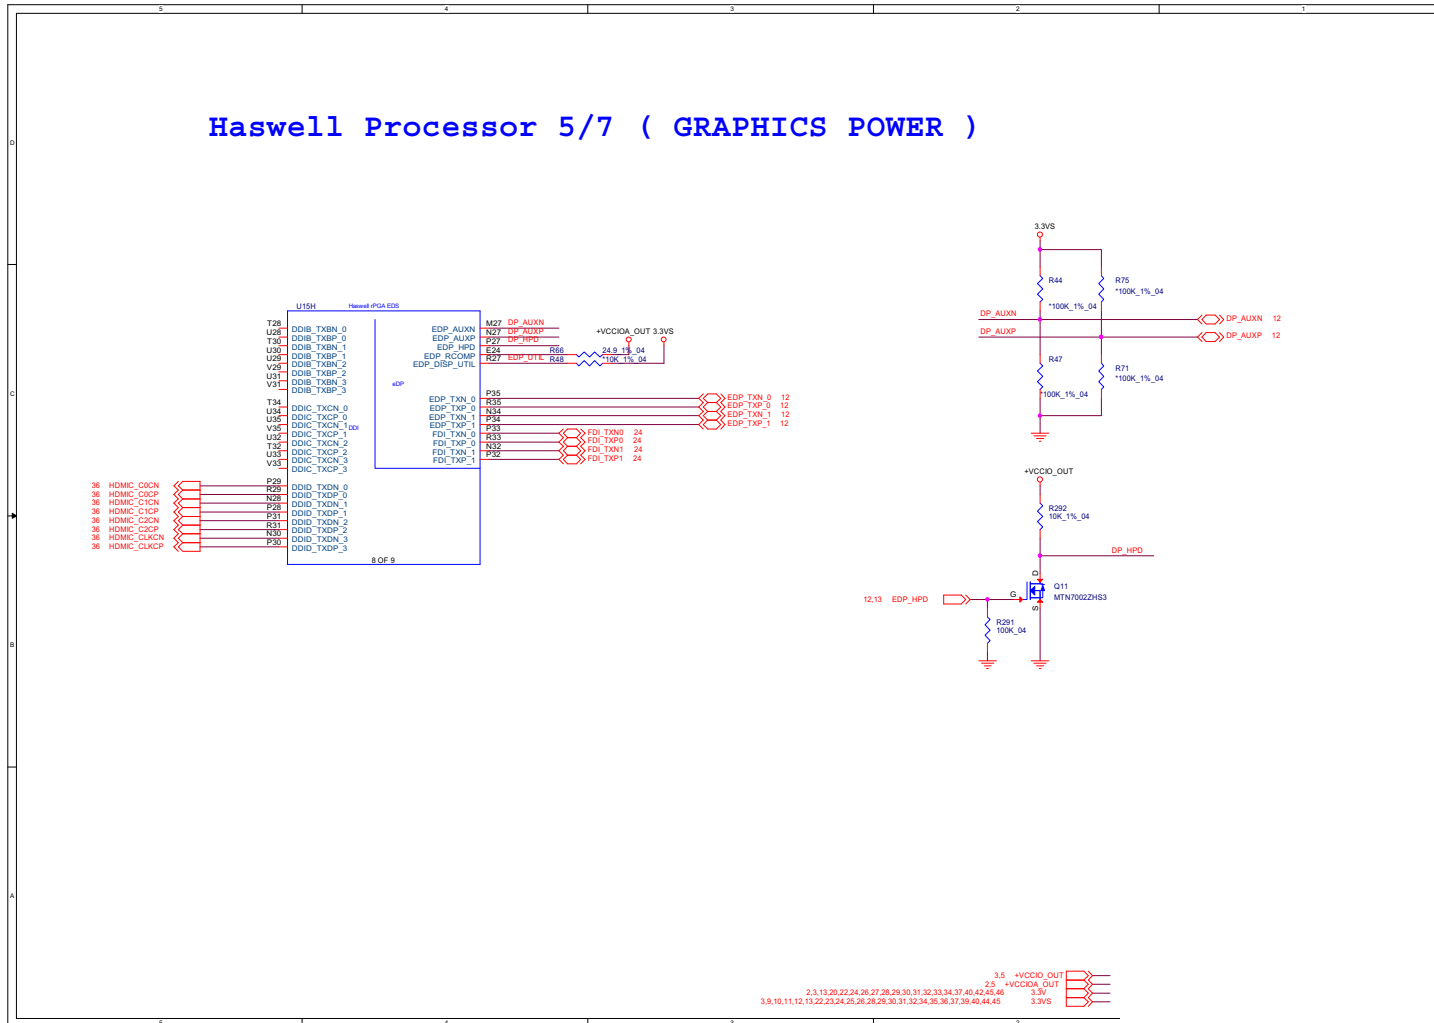 5 4 3 2 1
Haswell Processor 5/7 ( GRAPHICS POWER )
D
C
B
A
U15H Haswell rPGA EDS
T28 DDIB_TXBN_0
U28 DDIB_TXBP_0
T30 DDIB_TXBN_1
U30 DDIB_TXBP_1
U29 DDIB_TXBN_2
V29 DDIB_TXBP_2
U31 DDIB_TXBN_3
V31 DDIB_TXBP_3
T34 DDIC_TXCN_0
U34 DDIC_TXCP_0
U35 DDIC_TXCN_1
V35 DDIC_TXCP_1
U32 DDIC_TXCN_2
T32 DDIC_TXCP_2
U33 DDIC_TXCN_3
V33 DDIC_TXCP_3
DDI
eDP
36 HDMIC_C0CN P29 DDID_TXDN_0
36 HDMIC_C0CP R29 DDID_TXDP_0
36 HDMIC_C1CN N28 DDID_TXDN_1
36 HDMIC_C1CP P28 DDID_TXDP_1
36 HDMIC_C2CN P31 DDID_TXDN_2
36 HDMIC_C2CP R31 DDID_TXDP_2
36 HDMIC_CLKCN N30 DDID_TXDN_3
36 HDMIC_CLKCP P30 DDID_TXDP_3
8 OF 9
EDP_AUXN M27 DP_AUXN
EDP_AUXP N27 DP_AUXP
EDP_HPD P27 DP_HPD
EDP_RCOMP E24 R66 24.9_1%_04
EDP_DISP_UTIL R27 EDP_UTIL R48 *10K_1%_04
+VCCIOA_OUT 3.3VS
EDP_TXN_0 P35 EDP_TXN_0 12
EDP_TXP_0 R35 EDP_TXP_0 12
EDP_TXN_1 N34 EDP_TXN_1 12
EDP_TXP_1 P34 EDP_TXP_1 12
FDI_TXN_0 P33 FDI_TXN0 24
FDI_TXP_0 R33 FDI_TXP0 24
FDI_TXN_1 N32 FDI_TXN1 24
FDI_TXP_1 P32 FDI_TXP1 24
3.3VS
R44
*100K_1%_04
R75
*100K_1%_04
DP_AUXN DP_AUXN 12
DP_AUXP DP_AUXP 12
R47
*100K_1%_04
R71
*100K_1%_04
+VCCIO_OUT
R292
10K_1%_04
DP_HPD
D
G
S
Q11
MTN7002ZHS3
12,13 EDP_HPD
R291
100K_04
3,5 +VCCIO_OUT
2,5 +VCCIOA_OUT
2,3,13,20,22,24,26,27,28,29,30,31,32,33,34,37,40,42,45,46 3.3V
3,9,10,11,12,13,22,23,24,25,26,28,29,30,31,32,34,35,36,37,39,40,44,45 3.3VS
5 4 3 2